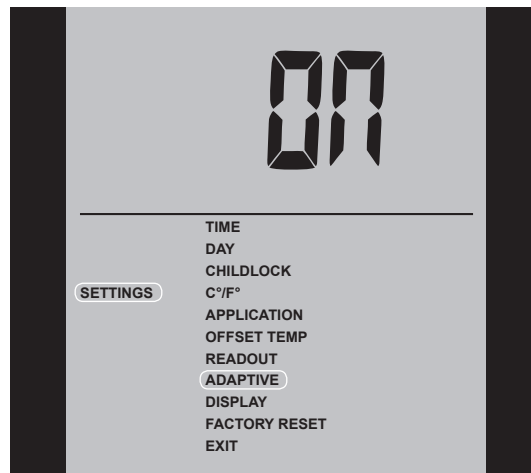 ON
TIME
DAY
CHILDLOCK
SETTINGS C°/F°
APPLICATION
OFFSET TEMP
READOUT
ADAPTIVE
DISPLAY
FACTORY RESET
EXIT